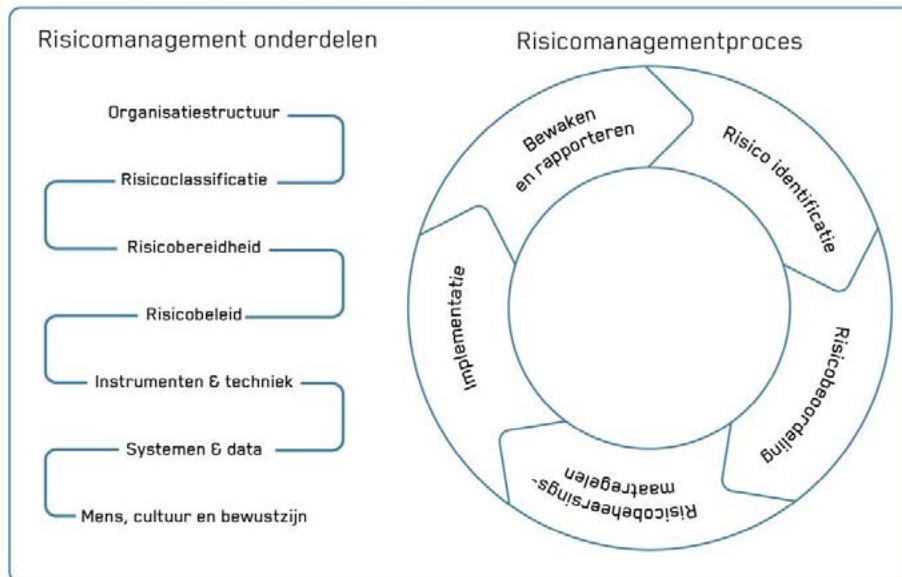 Risicomanagement onderdelen
Organisatiestructuur
Risicoclassificatie
Risicobereidheid
Risicobeleid
Instrumenten & techniek
Systemen & data
Mens, cultuur en bewustzijn
Risicomanagementproces
Risico identificatie
Risicobeoordeling
Risicobeheersings-
maatregelen
Implementatie
Bewaken
en rapporteren